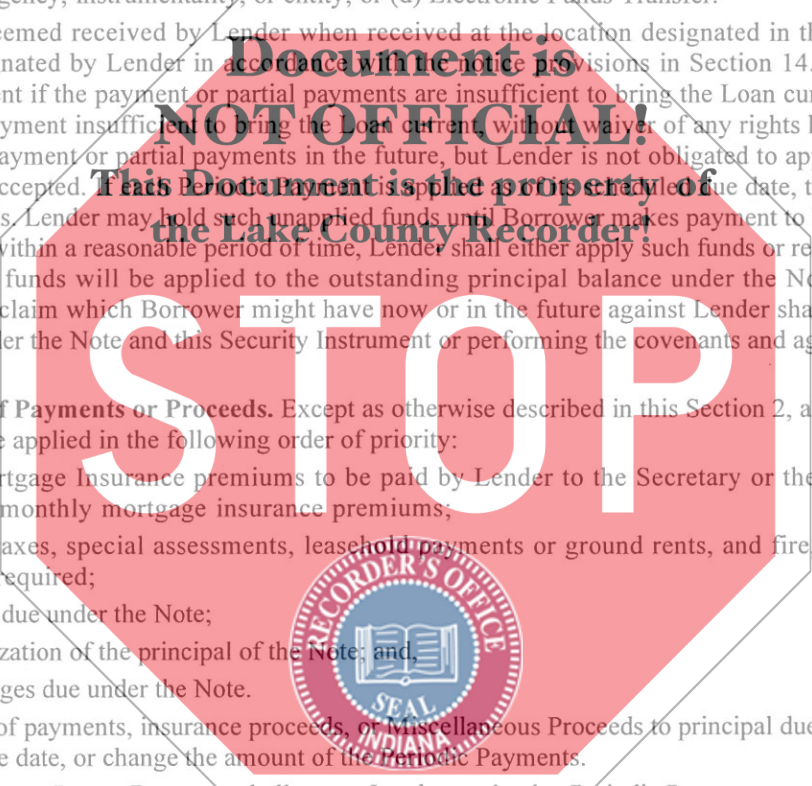 gency, instrumentality, or entity; or (d) Electronic Funds Transfer.
eemed received by Lender when received at the location designated in th
Document is
nated by Lender in accordance with the notice provisions in Section 14.
ent if the payment or partial payments are insufficient to bring the Loan cur
NOT OFFICIAL!
yment insufficient to bring the Loan current, without waiver of any rights
ayment or partial payments in the future, but Lender is not obligated to ap
This Document is the property of
ccepted. If each Periodic Payment is applied as of its scheduled due date, t
s. Lender may hold such unapplied funds until Borrower makes payment to
the Lake County Recorder!
within a reasonable period of time, Lender shall either apply such funds or re
funds will be applied to the outstanding principal balance under the No
claim which Borrower might have now or in the future against Lender sha
der the Note and this Security Instrument or performing the covenants and ag
STOP
f Payments or Proceeds. Except as otherwise described in this Section 2, a
e applied in the following order of priority:
rtgage Insurance premiums to be paid by Lender to the Secretary or the
monthly mortgage insurance premiums;
axes, special assessments, leasehold payments or ground rents, and fire
required;
due under the Note;
zation of the principal of the Note; and,
ges due under the Note.
RECORDER'S OFFICE
SEAL
INDIANA
of payments, insurance proceeds, or Miscellaneous Proceeds to principal due
e date, or change the amount of the Periodic Payments.